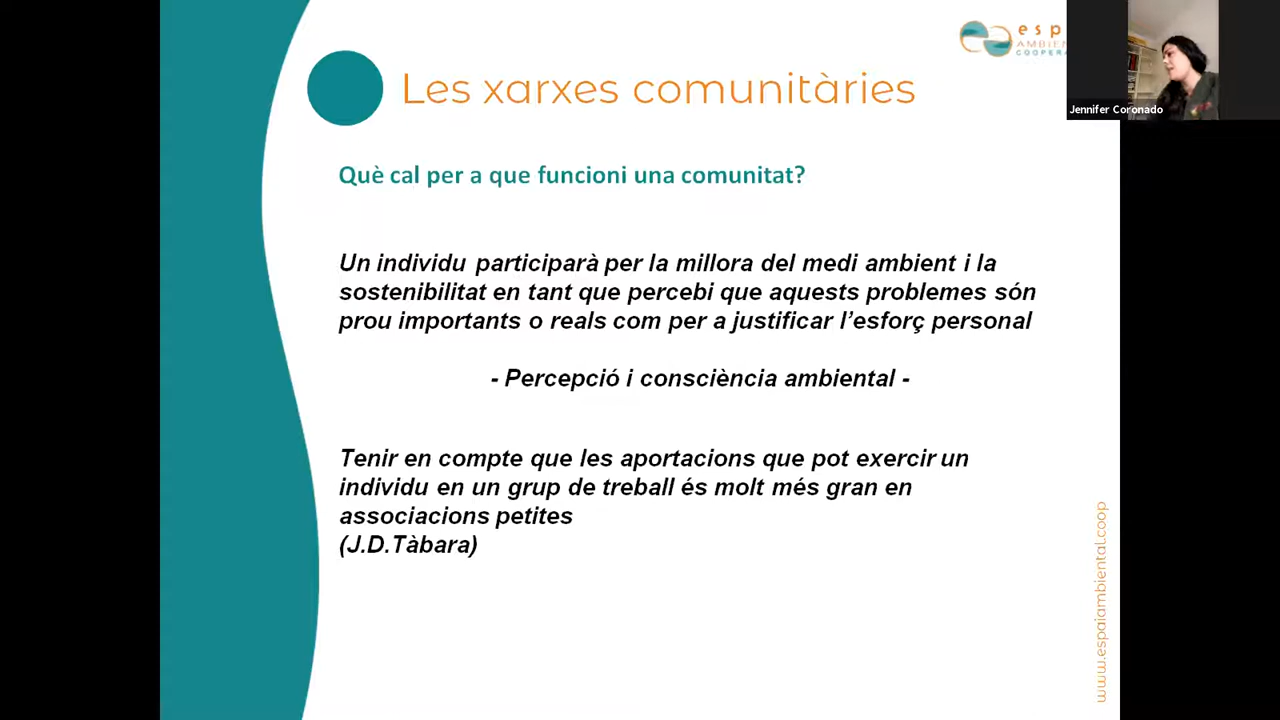 esp
AMBIEN
COOPERA
Jennifer Coronado
Les xarxes comunitàries
Què cal per a que funcioni una comunitat?
Un individu participarà per la millora del medi ambient i la
sostenibilitat en tant que percebi que aquests problemes són
prou importants o reals com per a justificar l’esforç personal
- Percepció i consciència ambiental -
Tenir en compte que les aportacions que pot exercir un
individu en un grup de treball és molt més gran en
associacions petites
(J.D.Tàbara)
www.espaiambiental.coop